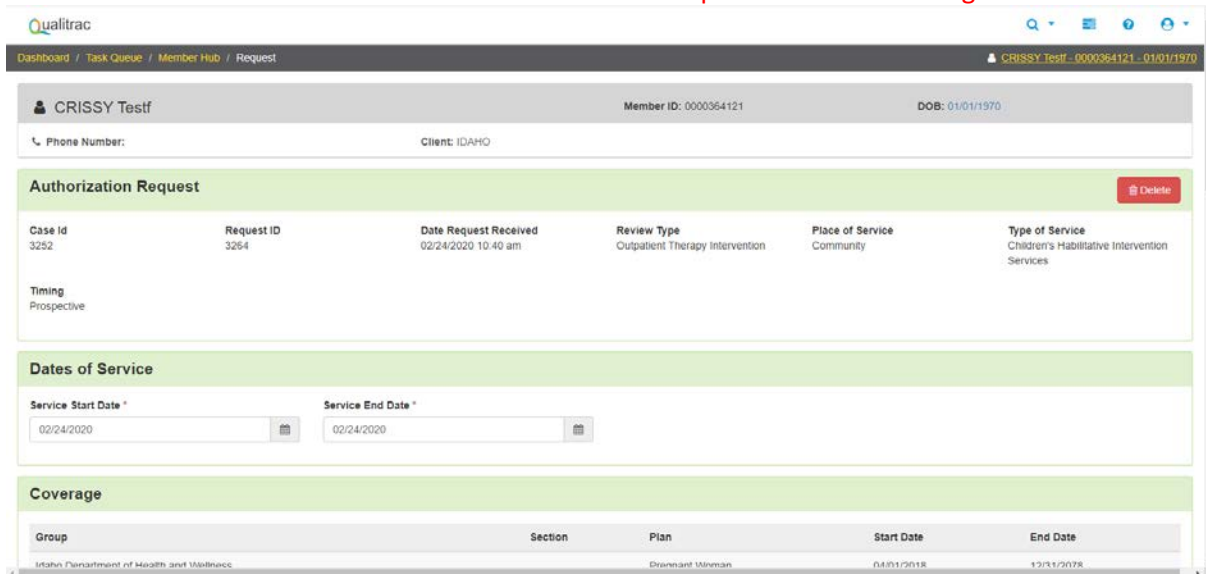 Qualitrac
Dashboard / Task Queue / Member Hub / Request
CRISSY Testf - 0000364121 - 01/01/1970
CRISSY Testf
Member ID: 0000364121
DOB: 01/01/1970
Phone Number:
Client: IDAHO
Authorization Request
Delete
Case Id
Request ID
Date Request Received
Review Type
Place of Service
Type of Service
3252
3264
02/24/2020 10:40 am
Outpatient Therapy Intervention
Community
Children's Habilitative Intervention
Services
Timing
Prospective
Dates of Service
Service Start Date *
Service End Date *
02/24/2020
02/24/2020
Coverage
Group
Section
Plan
Start Date
End Date
Idaho Department of Health and Wellness
Pregnant Woman
04/01/2018
12/31/2078